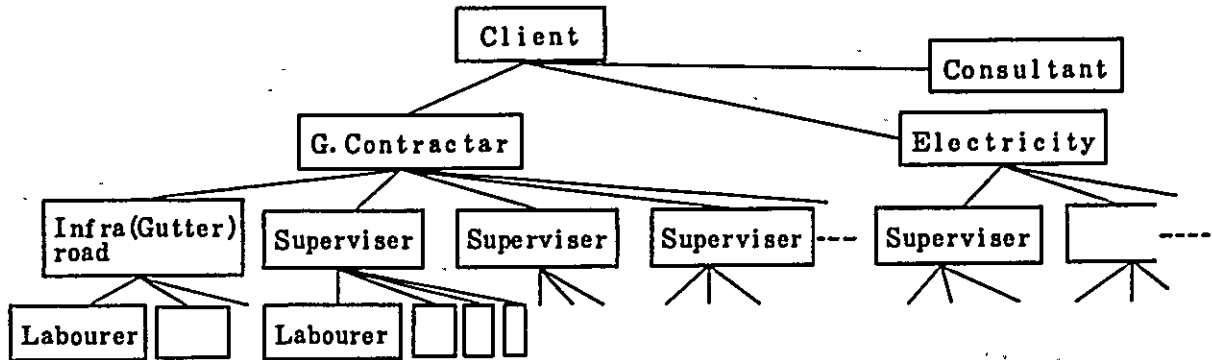 Client
Consultant
G. Contractar
Electricity
Infra(Gutter)
road
Superviser
Superviser
Superviser
Superviser
Labourer
Labourer